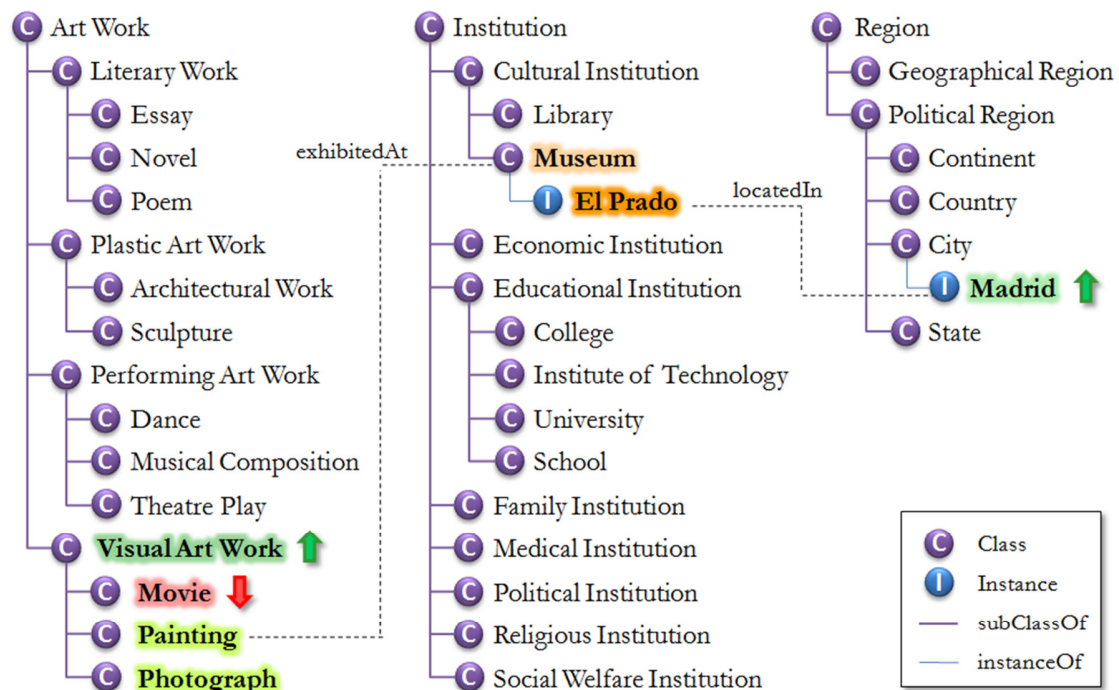 Art Work
Literary Work
Essay
Novel
Poem
Plastic Art Work
Architectural Work
Sculpture
Performing Art Work
Dance
Musical Composition
Theatre Play
Visual Art Work
Movie
Painting
Photograph
exhibitedAt
Institution
Cultural Institution
Library
Museum
El Prado
Economic Institution
Educational Institution
College
Institute of Technology
University
School
Family Institution
Medical Institution
Political Institution
Religious Institution
Social Welfare Institution
locatedIn
Region
Geographical Region
Political Region
Continent
Country
City
Madrid
State
C Class
I Instance
subClassOf
instanceOf